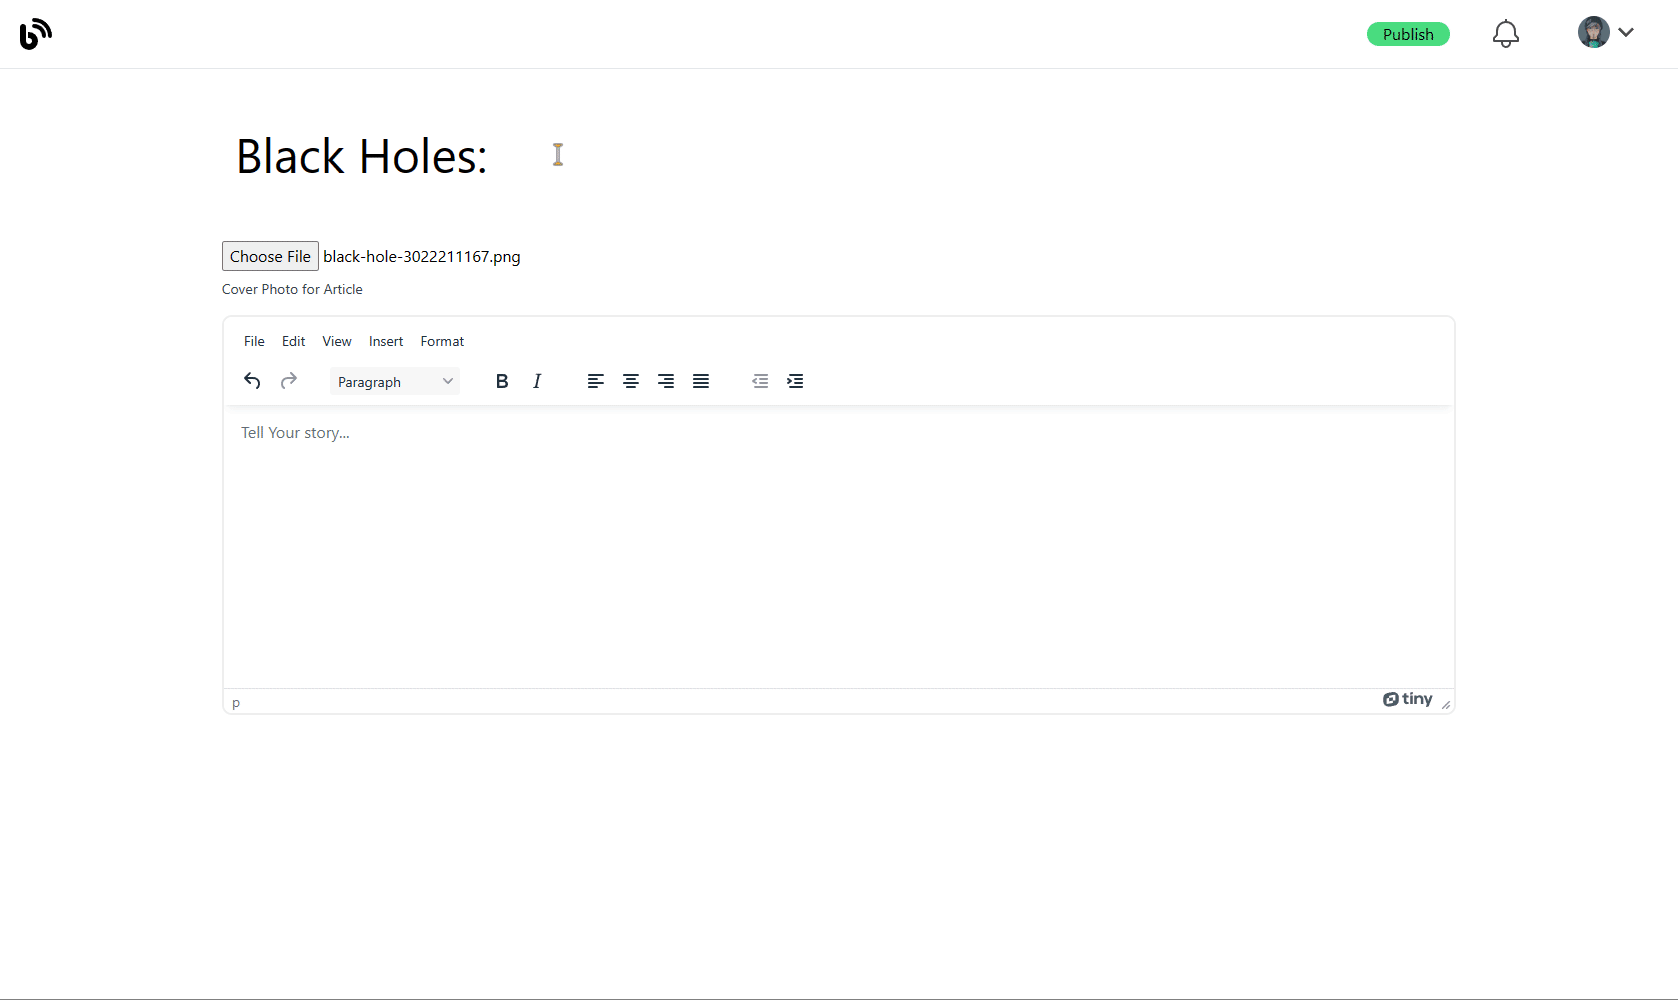 Publish
Black Holes:
Choose File black-hole-3022211167.png
Cover Photo for Article
File Edit View Insert Format
Paragraph B I
Tell Your story...
p tiny